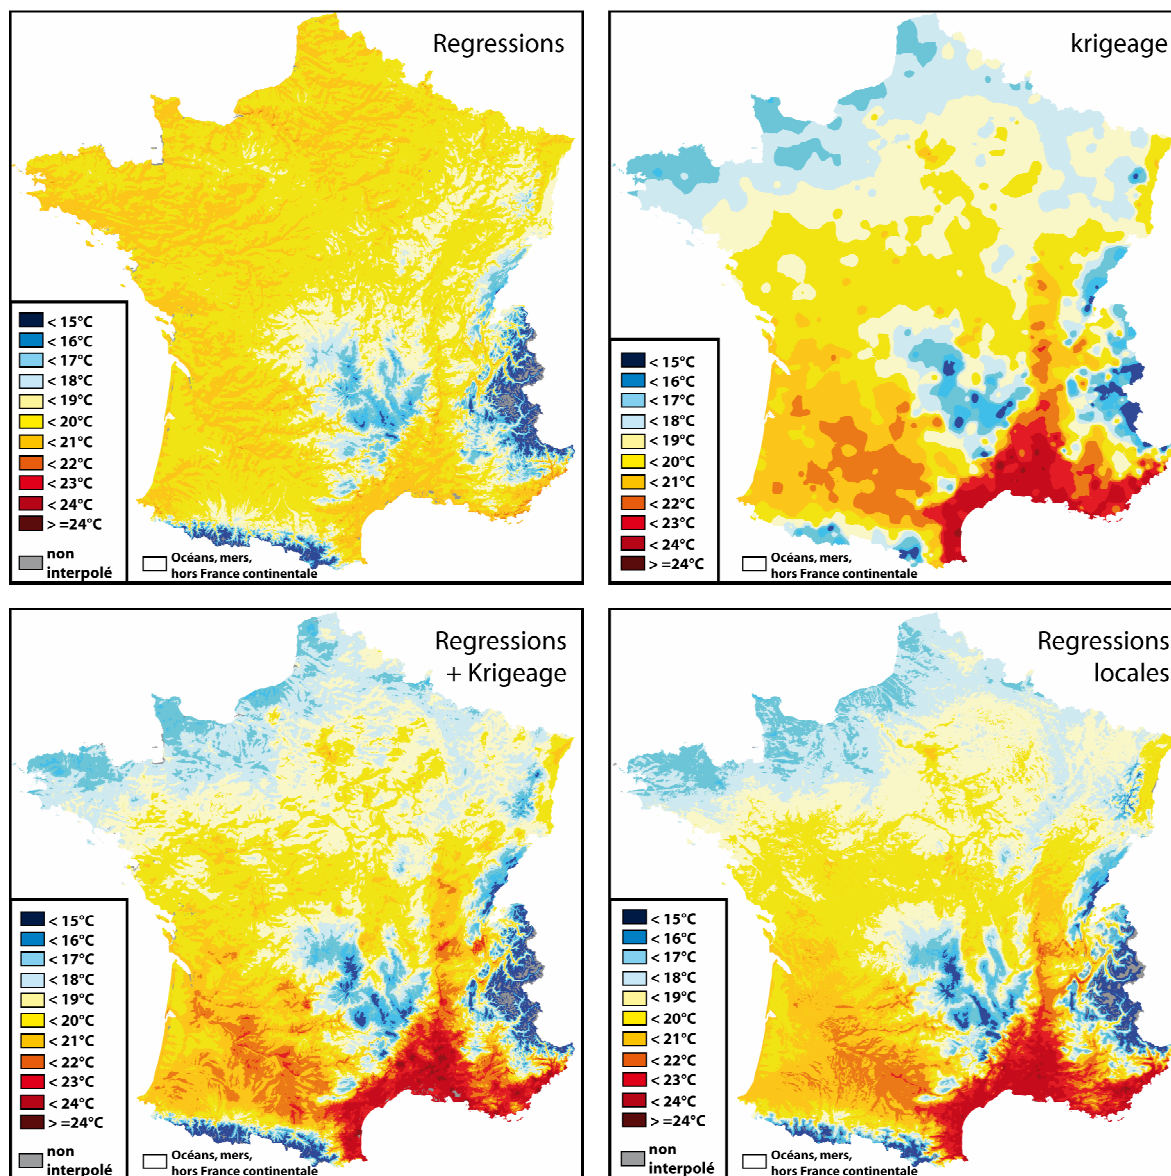 Regressions
< 15°C
< 16°C
< 17°C
< 18°C
< 19°C
< 20°C
< 21°C
< 22°C
< 23°C
< 24°C
> =24°C
non
interpolé
Océans, mers,
hors France continentale
krigeage
< 15°C
< 16°C
< 17°C
< 18°C
< 19°C
< 20°C
< 21°C
< 22°C
< 23°C
< 24°C
> =24°C
Océans, mers,
hors France continentale
Regressions
+ Krigeage
< 15°C
< 16°C
< 17°C
< 18°C
< 19°C
< 20°C
< 21°C
< 22°C
< 23°C
< 24°C
> =24°C
non
interpolé
Océans, mers,
hors France continentale
Regressions
locales
< 15°C
< 16°C
< 17°C
< 18°C
< 19°C
< 20°C
< 21°C
< 22°C
< 23°C
< 24°C
> =24°C
non
interpolé
Océans, mers,
hors France continentale